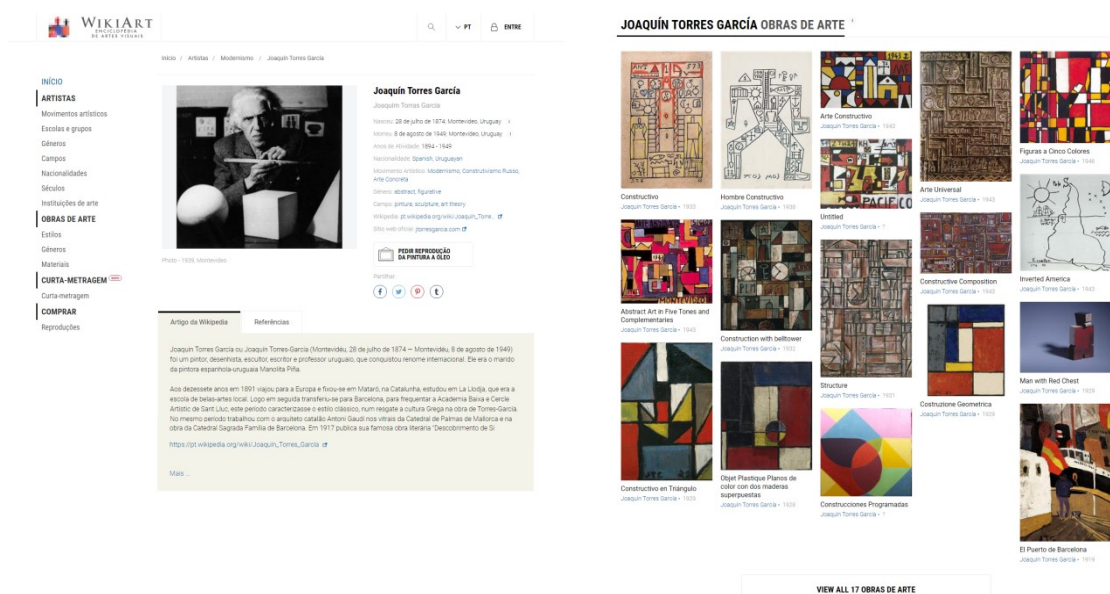 WIKIART
ENCICLOPÉDIA
DE ARTES VISUAIS
PT
ENTRE
Início / Artistas / Modernismo / Joaquín Torres García
INÍCIO
ARTISTAS
Movimentos artísticos
Escolas e grupos
Géneros
Campos
Nacionalidades
Séculos
Instituições de arte
OBRAS DE ARTE
Estilos
Géneros
Materiais
CURTA-METRAGEM
Curta-metragem
COMPRAR
Reproduções
Photo - 1939, Montevideo
Joaquín Torres García
Joaquim Torres Garcia
Nasceu: 28 de julho de 1874; Montevideo, Uruguay
Morreu: 8 de agosto de 1949; Montevideo, Uruguay
Anos de Atividade: 1894 - 1949
Nacionalidade: Spanish, Uruguayan
Movimento Artístico: Modernismo, Construtivismo Russo,
Arte Concreta
Género: abstract, figurative
Campo: pintura, sculpture, art theory
Wikipedia: pt.wikipedia.org/wiki/Joaquín_Torre...
Sítio web oficial: jtorresgarcia.com
PEDIR REPRODUÇÃO
DA PINTURA A ÓLEO
Partilhar:
Artigo da Wikipedia
Referências
Joaquín Torres García ou Joaquín Torres-García (Montevidéu, 28 de julho de 1874 — Montevidéu, 8 de agosto de 1949)
foi um pintor, desenhista, escultor, escritor e professor uruguaio, que conquistou renome internacional. Ele era o marido
da pintora espanhola-uruguaia Manolita Piña.
Aos dezessete anos em 1891 viajou para a Europa e fixou-se em Mataró, na Catalunha, estudou em La Llodja, que era a
escola de belas-artes local. Logo em seguida transferiu-se para Barcelona, para frequentar a Academia Baixa e Cercle
Artístic de Sant Lluc, este período caracterizasse o estilo clássico, num resgate a cultura Grega na obra de Torres-García.
No mesmo período trabalhou com o arquiteto catalão Antoni Gaudí nos vitrais da Catedral de Palmas de Mallorca e na
obra da Catedral Sagrada Familia de Barcelona. Em 1917 publica sua famosa obra literária "Descobrimento de Si
https://pt.wikipedia.org/wiki/Joaquín_Torres_García
Mais ...
JOAQUÍN TORRES GARCÍA OBRAS DE ARTE
Constructivo
Joaquín Torres García • 1933
Abstract Art in Five Tones and
Complementaries
Joaquín Torres García • 1943
Constructivo en Triángulo
Joaquín Torres García • 1929
Hombre Constructivo
Joaquín Torres García • 1938
Construction with belltower
Joaquín Torres García • 1932
Objet Plastique Planos de
color con dos maderas
superpuestas
Joaquín Torres García • 1928
Arte Constructivo
Joaquín Torres García • 1943
PACIFICO
Untitled
Joaquín Torres García • ?
Structure
Joaquín Torres García • 1931
Construcciones Programadas
Joaquín Torres García • ?
Arte Universal
Joaquín Torres García • 1943
Constructive Composition
Joaquín Torres García • 1943
Costruzione Geometrica
Joaquín Torres García • 1929
Figuras a Cinco Colores
Joaquín Torres García • 1946
Inverted America
Joaquín Torres García • 1943
Man with Red Chest
Joaquín Torres García •
El Puerto de Barcelona
Joaquín Torres García • 1919
VIEW ALL 17 OBRAS DE ARTE